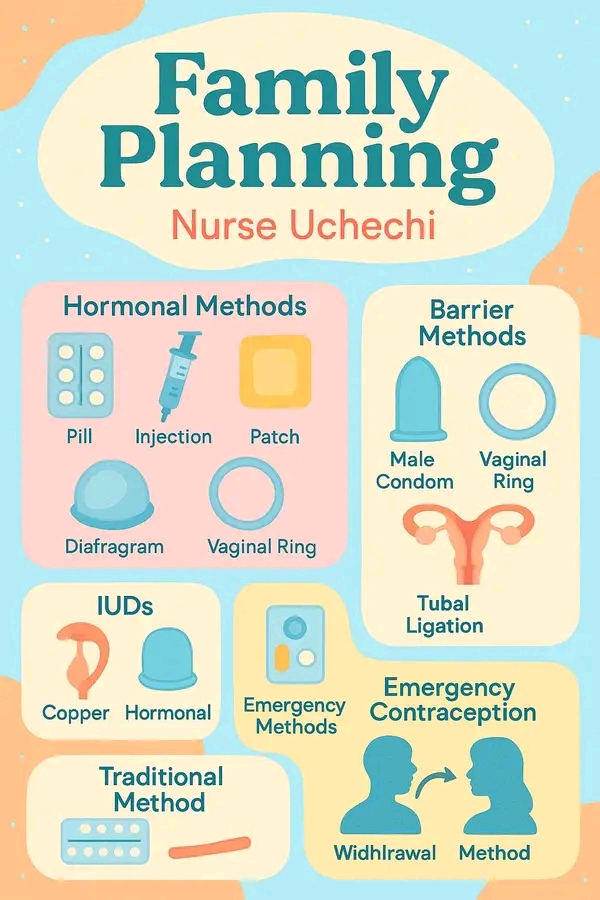 Family
Planning
Nurse Uchechi
Hormonal Methods
Pill
Injection
Patch
Diafragram
Vaginal Ring
Barrier
Methods
Male
Condom
Vaginal
Ring
Tubal
Ligation
IUDs
Copper
Hormonal
Emergency
Methods
Emergency
Contraception
Widhlrawal
Method
Traditional
Method